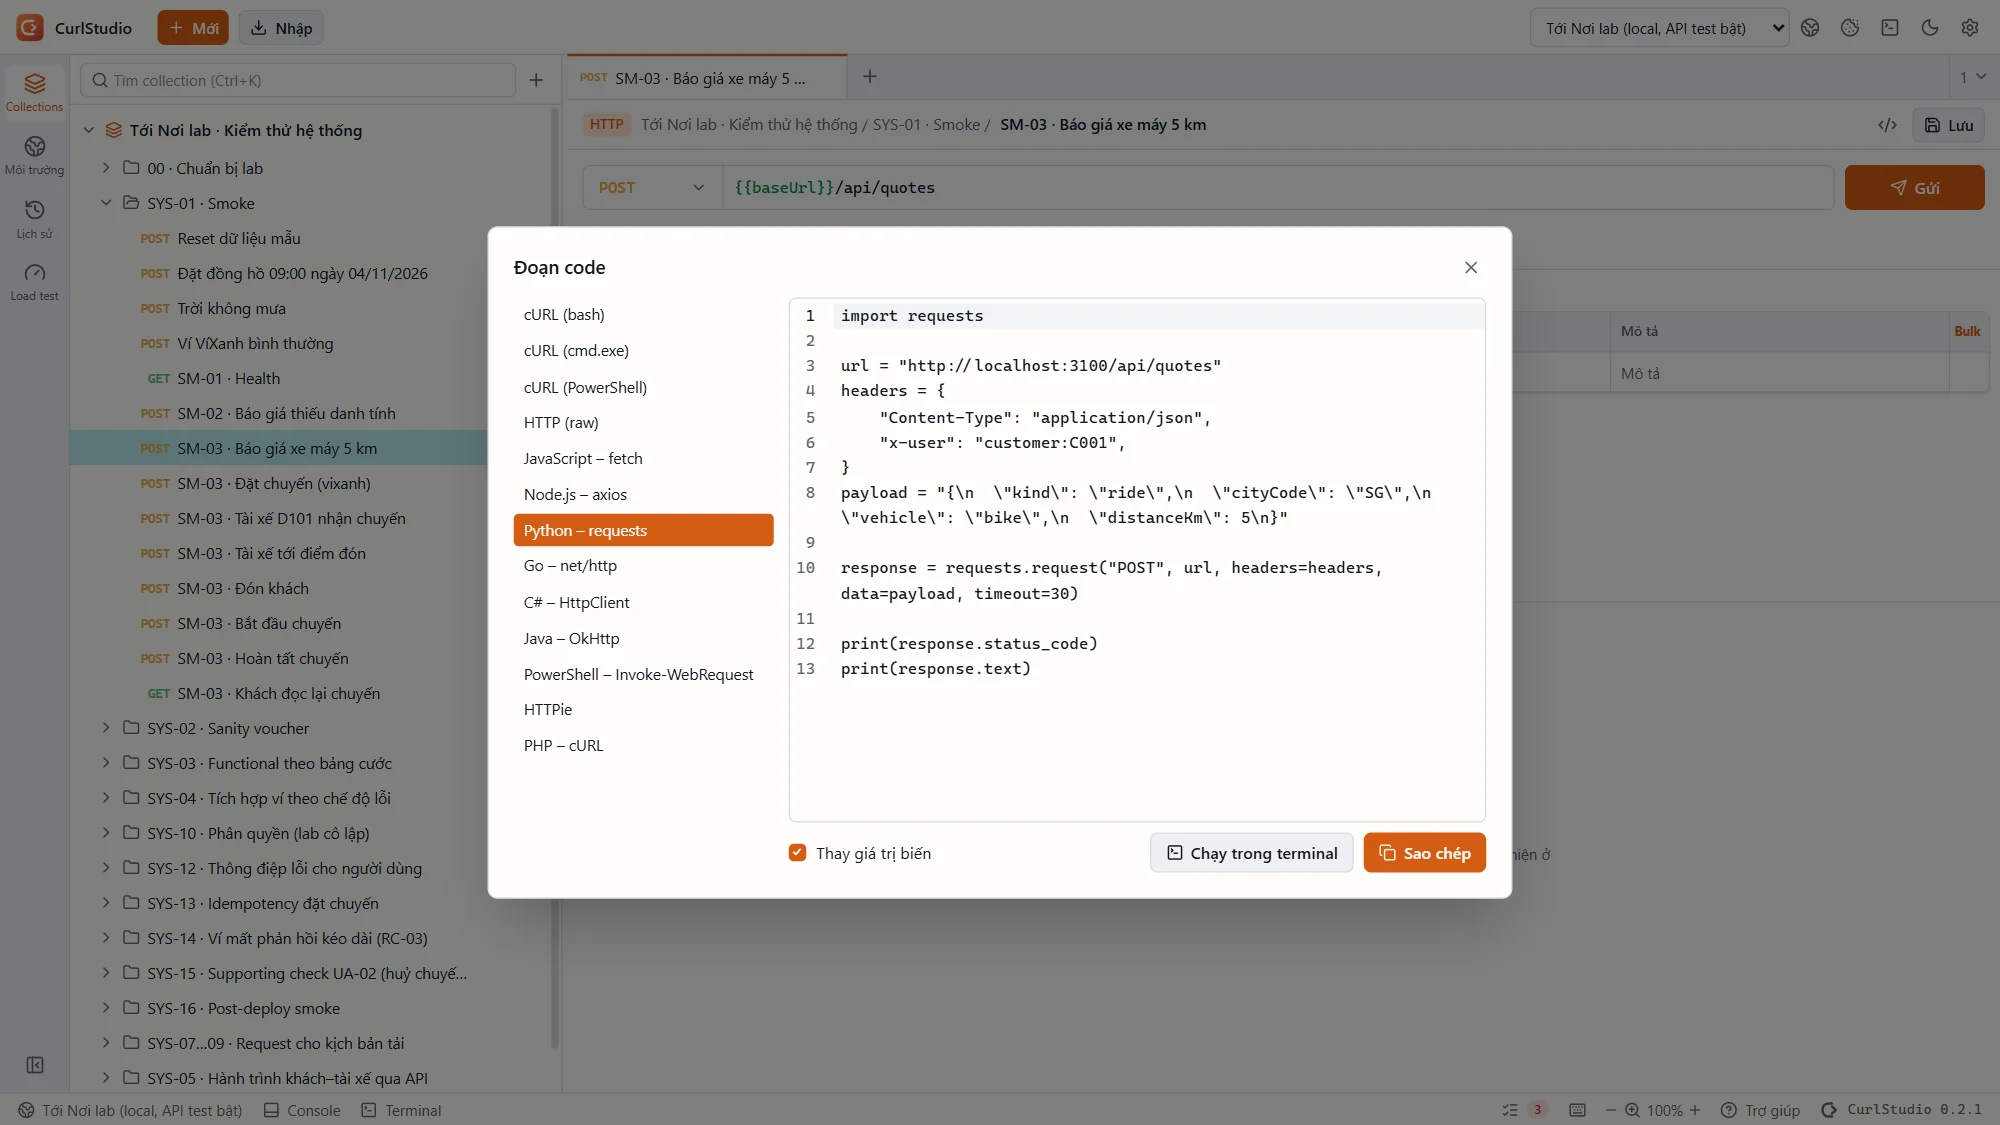 CurlStudio
Mới
Nhập
Tới Nơi lab (local, API test bật)
Collections
Môi trường
Lịch sử
Load test
Tìm collection (Ctrl+K)
Tới Nơi lab · Kiểm thử hệ thống
00 · Chuẩn bị lab
SYS-01 · Smoke
POST Reset dữ liệu mẫu
POST Đặt đồng hồ 09:00 ngày 04/11/2026
POST Trời không mưa
POST Ví VíXanh bình thường
GET SM-01 · Health
POST SM-02 · Báo giá thiếu danh tính
POST SM-03 · Báo giá xe máy 5 km
POST SM-03 · Đặt chuyến (vixanh)
POST SM-03 · Tài xế D101 nhận chuyến
POST SM-03 · Tài xế tới điểm đón
POST SM-03 · Đón khách
POST SM-03 · Bắt đầu chuyến
POST SM-03 · Hoàn tất chuyến
GET SM-03 · Khách đọc lại chuyến
SYS-02 · Sanity voucher
SYS-03 · Functional theo bảng cước
SYS-04 · Tích hợp ví theo chế độ lỗi
SYS-10 · Phân quyền (lab cô lập)
SYS-12 · Thông điệp lỗi cho người dùng
SYS-13 · Idempotency đặt chuyến
SYS-14 · Ví mất phản hồi kéo dài (RC-03)
SYS-15 · Supporting check UA-02 (huỷ chuyế...
SYS-16 · Post-deploy smoke
SYS-07...09 · Request cho kịch bản tải
SYS-05 · Hành trình khách–tài xế qua API
POST SM-03 · Báo giá xe máy 5 ...
1
HTTP Tới Nơi lab · Kiểm thử hệ thống / SYS-01 · Smoke / SM-03 · Báo giá xe máy 5 km
</> Lưu
POST {{baseUrl}}/api/quotes
Gửi
Mô tả
Bulk
Mô tả
hiện ở
Đoạn code
cURL (bash)
cURL (cmd.exe)
cURL (PowerShell)
HTTP (raw)
JavaScript – fetch
Node.js – axios
Python – requests
Go – net/http
C# – HttpClient
Java – OkHttp
PowerShell – Invoke-WebRequest
HTTPie
PHP – cURL
1 import requests
2
3 url = "http://localhost:3100/api/quotes"
4 headers = {
5 "Content-Type": "application/json",
6 "x-user": "customer:C001",
7 }
8 payload = "{\n  \"kind\": \"ride\",\n  \"cityCode\": \"SG\",\n
\"vehicle\": \"bike\",\n  \"distanceKm\": 5\n}"
9
10 response = requests.request("POST", url, headers=headers,
data=payload, timeout=30)
11
12 print(response.status_code)
13 print(response.text)
Thay giá trị biến
Chạy trong terminal
Sao chép
Tới Nơi lab (local, API test bật)
Console
Terminal
3
100%
Trợ giúp
CurlStudio 0.2.1